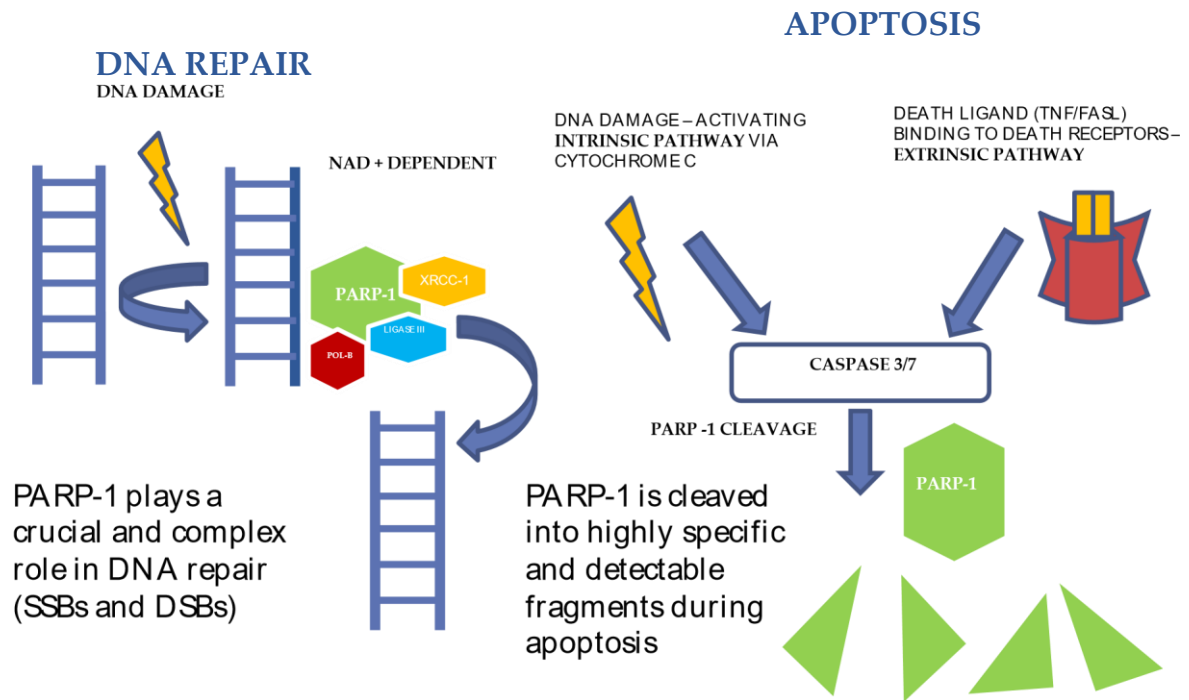 DNA REPAIR
DNA DAMAGE
NAD + DEPENDENT
PARP-1
XRCC-1
LIGASE III
POL-B
PARP-1 plays a
crucial and complex
role in DNA repair
(SSBs and DSBs)
APOPTOSIS
DNA DAMAGE – ACTIVATING
INTRINSIC PATHWAY VIA
CYTOCHROME C
DEATH LIGAND (TNF/FASL)
BINDING TO DEATH RECEPTORS–
EXTRINSIC PATHWAY
CASPASE 3/7
PARP -1 CLEAVAGE
PARP-1
PARP-1 is cleaved
into highly specific
and detectable
fragments during
apoptosis